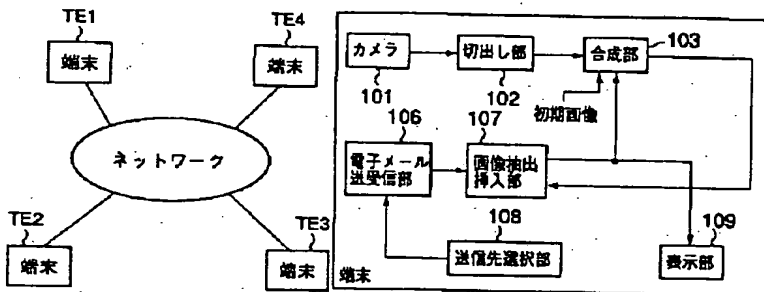 TE1
端末
TE4
端末
ネットワーク
TE2
端末
TE3
端末
カメラ
101
切出し部
102
合成部
103
初期画像
106
電子メール
送受信部
107
画像抽出
挿入部
108
送信先選択部
109
表示部
端末